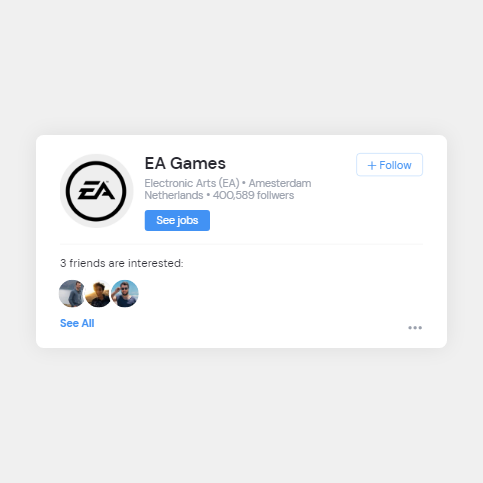 EA
EA Games
+ Follow
Electronic Arts (EA) • Amesterdam
Netherlands • 400,589 follwers
See jobs
3 friends are interested:
See All